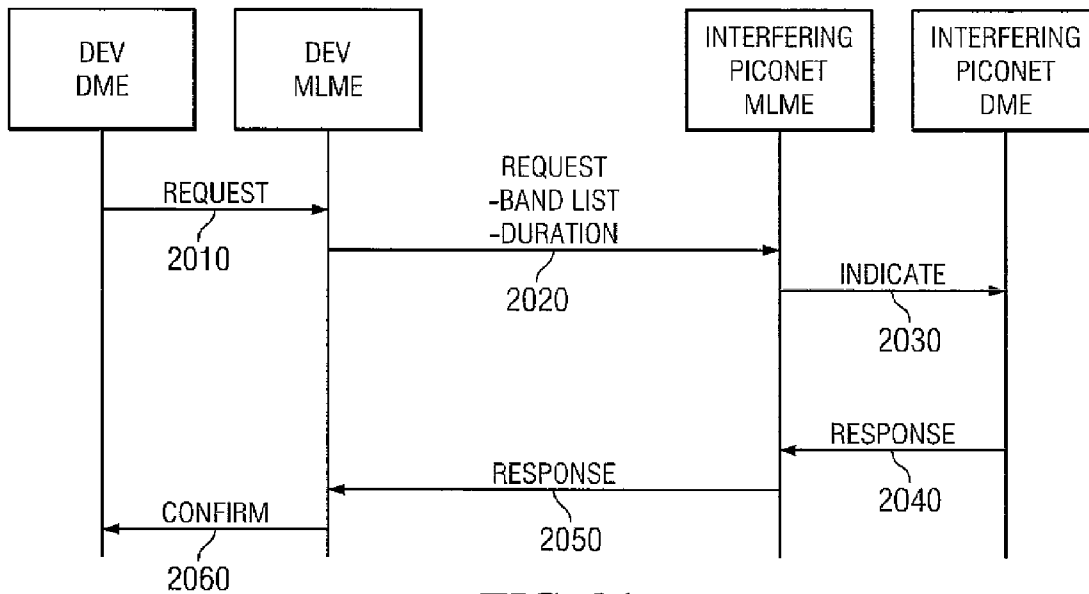 DEV
DME
DEV
MLME
INTERFERING
PICONET
MLME
INTERFERING
PICONET
DME
REQUEST
2010
REQUEST
-BAND LIST
-DURATION
2020
INDICATE
2030
RESPONSE
2040
RESPONSE
2050
CONFIRM
2060